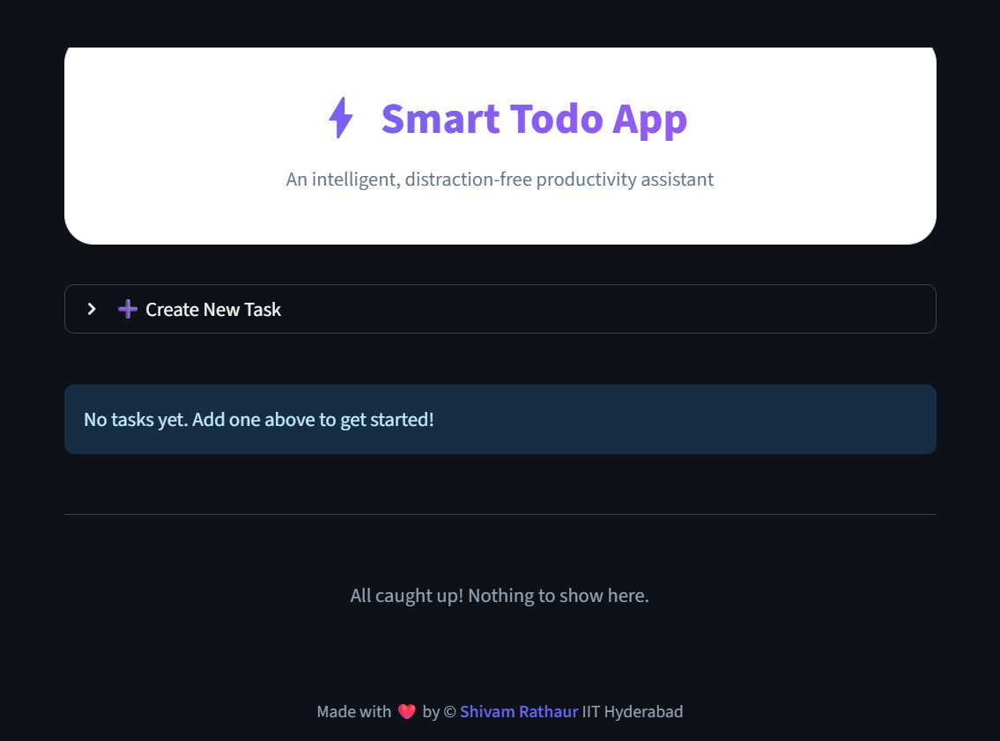 Smart Todo App
An intelligent, distraction-free productivity assistant
Create New Task
No tasks yet. Add one above to get started!
All caught up! Nothing to show here.
Made with ❤️ by © Shivam Rathaur IIT Hyderabad